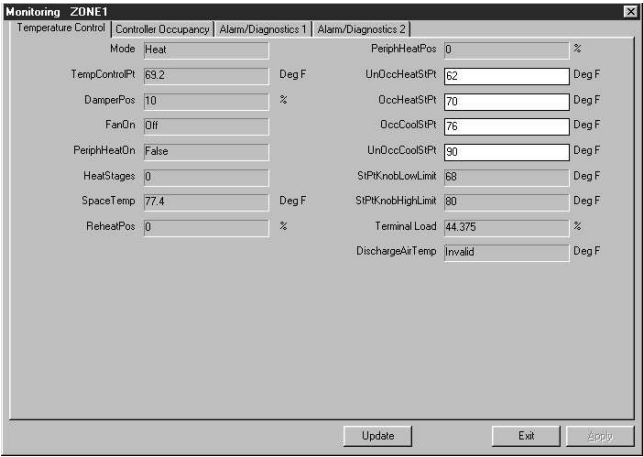 Monitoring ZONE1
Temperature Control Controller Occupancy Alarm/Diagnostics 1 Alarm/Diagnostics 2
Mode Heat
TempControlPt 69.2 Deg F
DamperPos 10 %
FanOn Off
PeriphHeatOn False
HeatStages 0
SpaceTemp 77.4 Deg F
ReheatPos 0 %
PeriphHeatPos 0 %
UnOccHeatStPt 62 Deg F
OccHeatStPt 70 Deg F
OccCoolStPt 76 Deg F
UnOccCoolStPt 90 Deg F
StPtKnobLowLimit 68 Deg F
StPtKnobHighLimit 80 Deg F
Terminal Load 44.375 %
DischargeAirTemp Invalid Deg F
Update Exit Apply